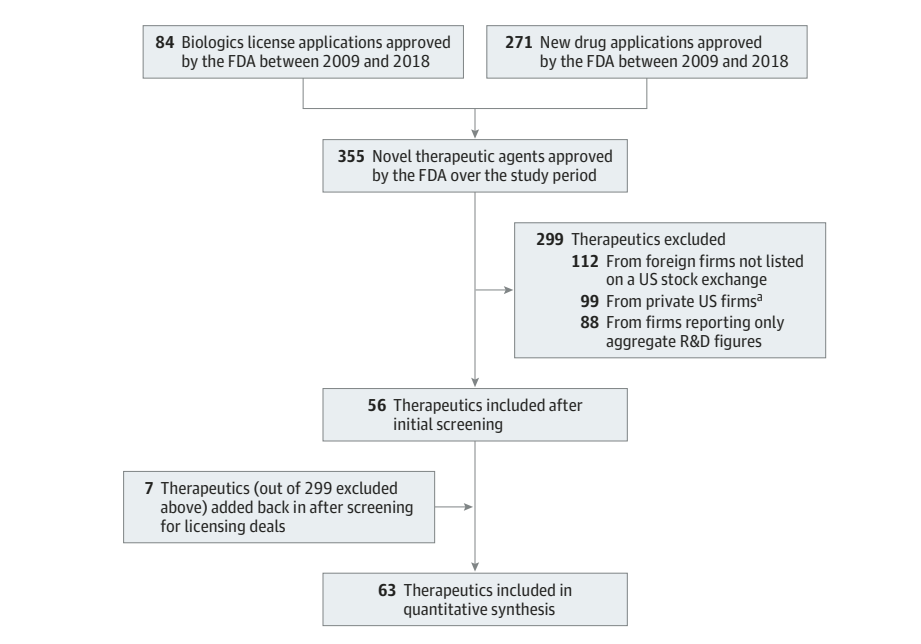 84 Biologics license applications approved
by the FDA between 2009 and 2018
271 New drug applications approved
by the FDA between 2009 and 2018
355 Novel therapeutic agents approved
by the FDA over the study period
299 Therapeutics excluded
112 From foreign firms not listed
on a US stock exchange
99 From private US firmsᵃ
88 From firms reporting only
aggregate R&D figures
56 Therapeutics included after
initial screening
7 Therapeutics (out of 299 excluded
above) added back in after screening
for licensing deals
63 Therapeutics included in
quantitative synthesis